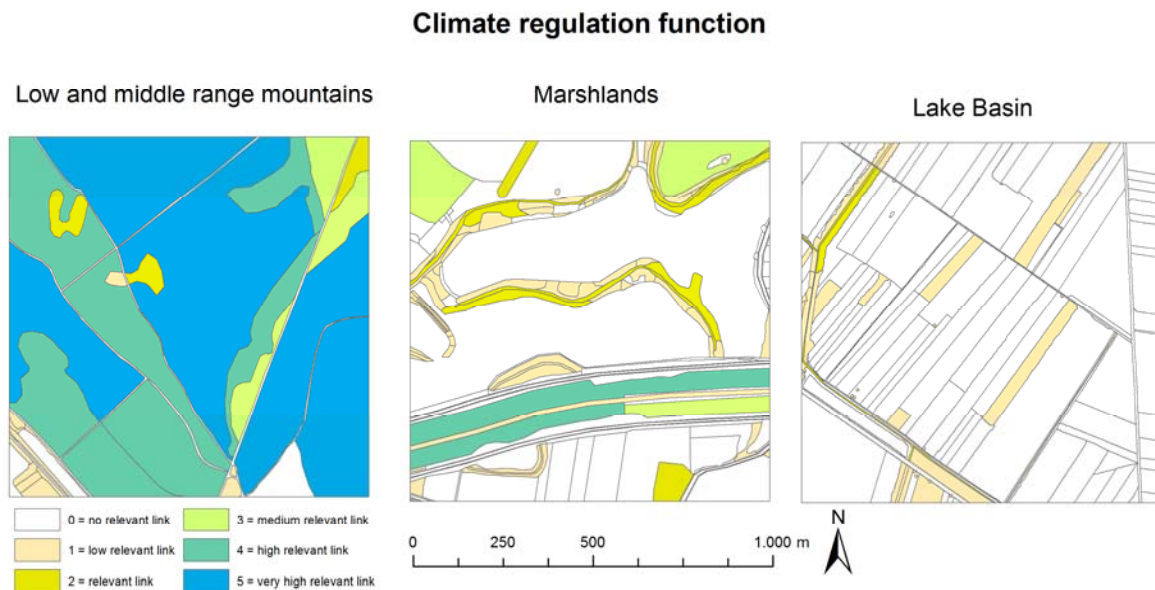 Climate regulation function
Low and middle range mountains
Marshlands
Lake Basin
0 = no relevant link
1 = low relevant link
2 = relevant link
3 = medium relevant link
4 = high relevant link
5 = very high relevant link
0 250 500 1.000 m
N